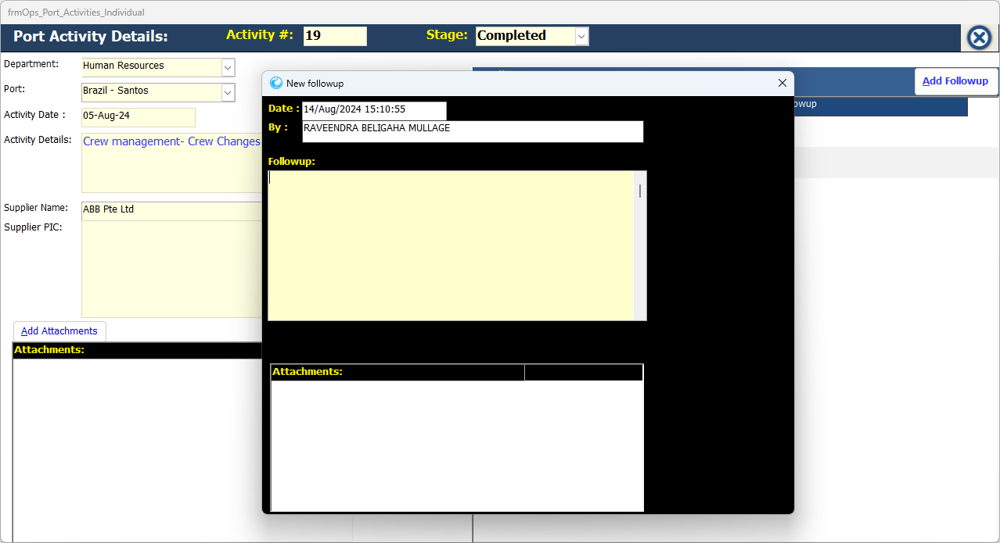 frmOps_Port_Activities_Individual
Port Activity Details:
Activity #: 19
Stage: Completed
Department: Human Resources
Port: Brazil - Santos
Activity Date : 05-Aug-24
Activity Details: Crew management- Crew Changes
Supplier Name: ABB Pte Ltd
Supplier PIC:
Add Attachments
Attachments:
Add Followup
New followup
Date : 14/Aug/2024 15:10:55
By : RAVEENDRA BELIGAHA MULLAGE
Followup:
Attachments: